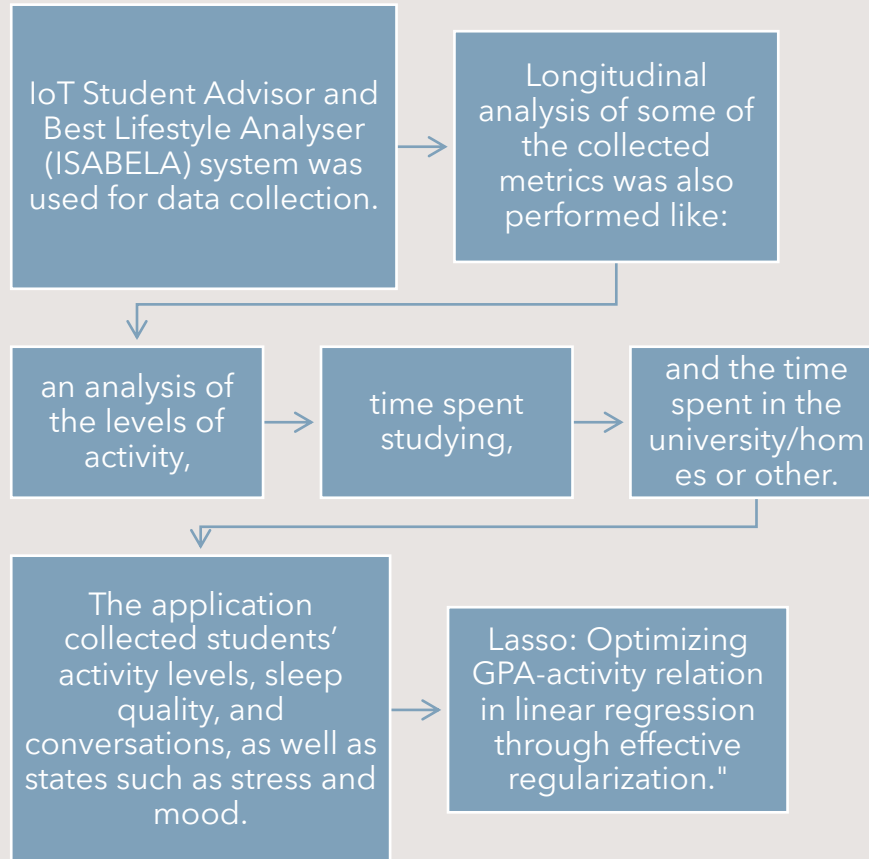 IoT Student Advisor and
Best Lifestyle Analyser
(ISABELA) system was
used for data collection.
Longitudinal
analysis of some of
the collected
metrics was also
performed like:
an analysis of
the levels of
activity,
time spent
studying,
and the time
spent in the
university/hom
es or other.
The application
collected students’
activity levels, sleep
quality, and
conversations, as well as
states such as stress and
mood.
Lasso: Optimizing
GPA-activity relation
in linear regression
through effective
regularization."